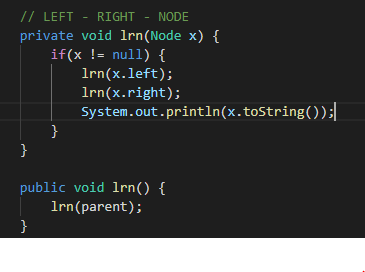 // LEFT - RIGHT - NODE
private void lrn(Node x) {
    if(x != null) {
        lrn(x.left);
        lrn(x.right);
        System.out.println(x.toString());
    }
}

public void lrn() {
    lrn(parent);
}